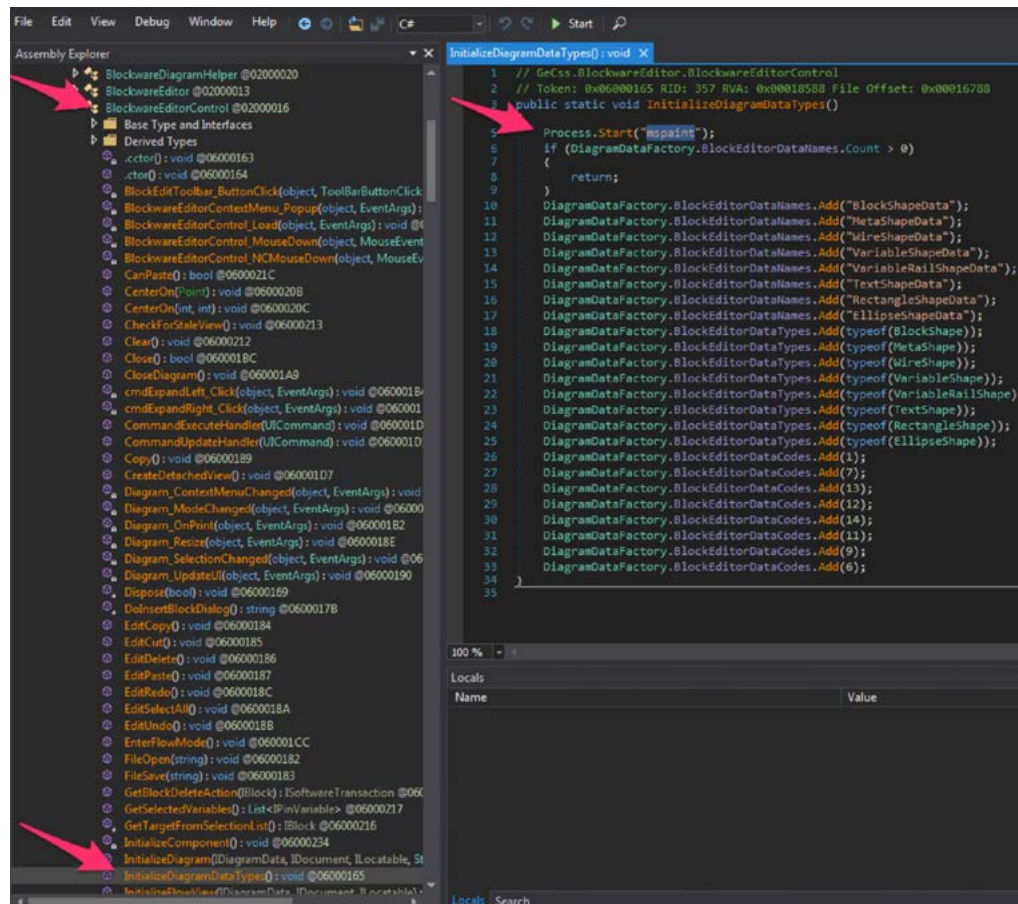 File Edit View Debug Window Help C# Start
Assembly Explorer
BlockwareDiagramHelper @02000020
BlockwareEditor @02000013
BlockwareEditorControl @02000016
Base Type and Interfaces
Derived Types
.cctor() : void @06000163
.ctor() : void @06000164
BlockEditToolbar_ButtonClick(object, ToolBarButtonClick
BlockwareEditorContextMenu_Popup(object, EventArgs) :
BlockwareEditorControl_Load(object, EventArgs) : void @0
BlockwareEditorControl_MouseDown(object, MouseEvent
BlockwareEditorControl_NCMouseDown(object, MouseEv
CanPaste() : bool @0600021C
CenterOn(Point) : void @0600020B
CenterOn(int, int) : void @0600020C
CheckForStaleView() : void @06000213
Clear() : void @06000212
Close() : bool @060001BC
CloseDiagram() : void @060001A9
cmdExpandLeft_Click(object, EventArgs) : void @060001B4
cmdExpandRight_Click(object, EventArgs) : void @060001
CommandExecuteHandler(UICommand) : void @060001D
CommandUpdateHandler(UICommand) : void @060001D
Copy() : void @06000189
CreateDetachedView() : void @060001D7
Diagram_ContextMenuChanged(object, EventArgs) : void
Diagram_ModeChanged(object, EventArgs) : void @06000
Diagram_OnPrint(object, EventArgs) : void @060001B2
Diagram_Resize(object, EventArgs) : void @0600018E
Diagram_SelectionChanged(object, EventArgs) : void @06
Diagram_UpdateUI(object, EventArgs) : void @06000190
Dispose(bool) : void @06000169
DoInsertBlockDialog() : string @0600017B
EditCopy() : void @06000184
EditCut() : void @06000185
EditDelete() : void @06000186
EditPaste() : void @06000187
EditRedo() : void @0600018C
EditSelectAll() : void @0600018A
EditUndo() : void @0600018B
EnterFlowMode() : void @060001CC
FileOpen(string) : void @06000182
FileSave(string) : void @06000183
GetBlockDeleteAction(IBlock) : ISoftwareTransaction @060
GetSelectedVariables() : List<IPinVariable> @06000217
GetTargetFromSelectionList() : IBlock @06000216
InitializeComponent() : void @06000234
InitializeDiagram(IDiagramData, IDocument, ILocatable, St
InitializeDiagramDataTypes() : void @06000165
InitializeFlowView(IDiagramData, IDocument, ILocatable) :
InitializeDiagramDataTypes() : void X
1 // GeCss.BlockwareEditor.BlockwareEditorControl
2 // Token: 0x06000165 RID: 357 RVA: 0x00018588 File Offset: 0x00016788
3 public static void InitializeDiagramDataTypes()
5 Process.Start("mspaint");
6 if (DiagramDataFactory.BlockEditorDataNames.Count > 0)
7 {
8 return;
9 }
10 DiagramDataFactory.BlockEditorDataNames.Add("BlockShapeData");
11 DiagramDataFactory.BlockEditorDataNames.Add("MetaShapeData");
12 DiagramDataFactory.BlockEditorDataNames.Add("WireShapeData");
13 DiagramDataFactory.BlockEditorDataNames.Add("VariableShapeData");
14 DiagramDataFactory.BlockEditorDataNames.Add("VariableRailShapeData");
15 DiagramDataFactory.BlockEditorDataNames.Add("TextShapeData");
16 DiagramDataFactory.BlockEditorDataNames.Add("RectangleShapeData");
17 DiagramDataFactory.BlockEditorDataNames.Add("EllipseShapeData");
18 DiagramDataFactory.BlockEditorDataTypes.Add(typeof(BlockShape));
19 DiagramDataFactory.BlockEditorDataTypes.Add(typeof(MetaShape));
20 DiagramDataFactory.BlockEditorDataTypes.Add(typeof(WireShape));
21 DiagramDataFactory.BlockEditorDataTypes.Add(typeof(VariableShape));
22 DiagramDataFactory.BlockEditorDataTypes.Add(typeof(VariableRailShape)
23 DiagramDataFactory.BlockEditorDataTypes.Add(typeof(TextShape));
24 DiagramDataFactory.BlockEditorDataTypes.Add(typeof(RectangleShape));
25 DiagramDataFactory.BlockEditorDataTypes.Add(typeof(EllipseShape));
26 DiagramDataFactory.BlockEditorDataCodes.Add(1);
27 DiagramDataFactory.BlockEditorDataCodes.Add(7);
28 DiagramDataFactory.BlockEditorDataCodes.Add(13);
29 DiagramDataFactory.BlockEditorDataCodes.Add(12);
30 DiagramDataFactory.BlockEditorDataCodes.Add(14);
31 DiagramDataFactory.BlockEditorDataCodes.Add(11);
32 DiagramDataFactory.BlockEditorDataCodes.Add(9);
33 DiagramDataFactory.BlockEditorDataCodes.Add(6);
34 }
35
100 %
Locals
Name Value
Locals Search